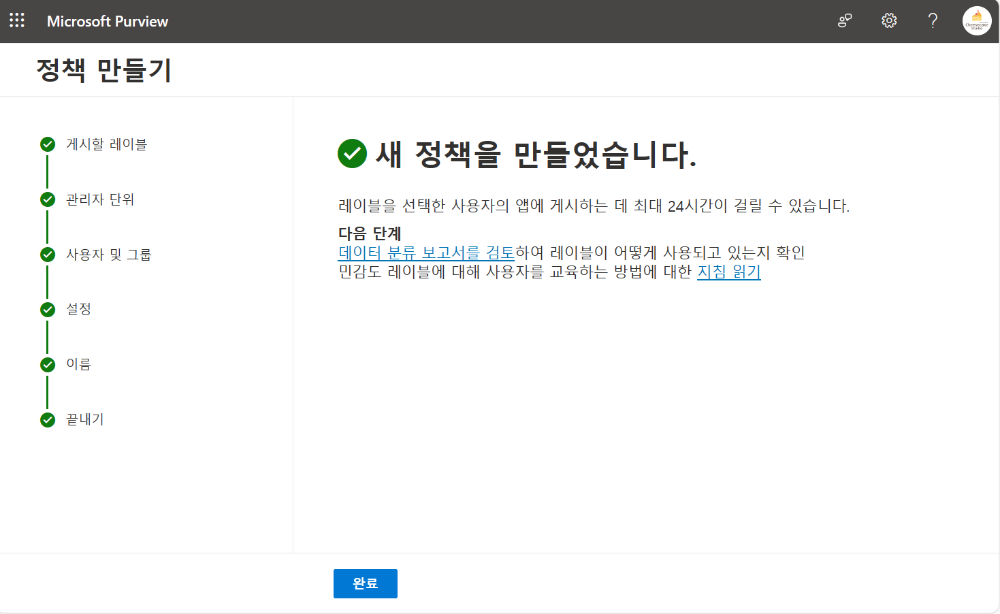 Microsoft Purview
Cheesecake
Studio
정책 만들기
게시할 레이블
관리자 단위
사용자 및 그룹
설정
이름
끝내기
새 정책을 만들었습니다.
레이블을 선택한 사용자의 앱에 게시하는 데 최대 24시간이 걸릴 수 있습니다.
다음 단계
데이터 분류 보고서를 검토하여 레이블이 어떻게 사용되고 있는지 확인
민감도 레이블에 대해 사용자를 교육하는 방법에 대한 지침 읽기
완료